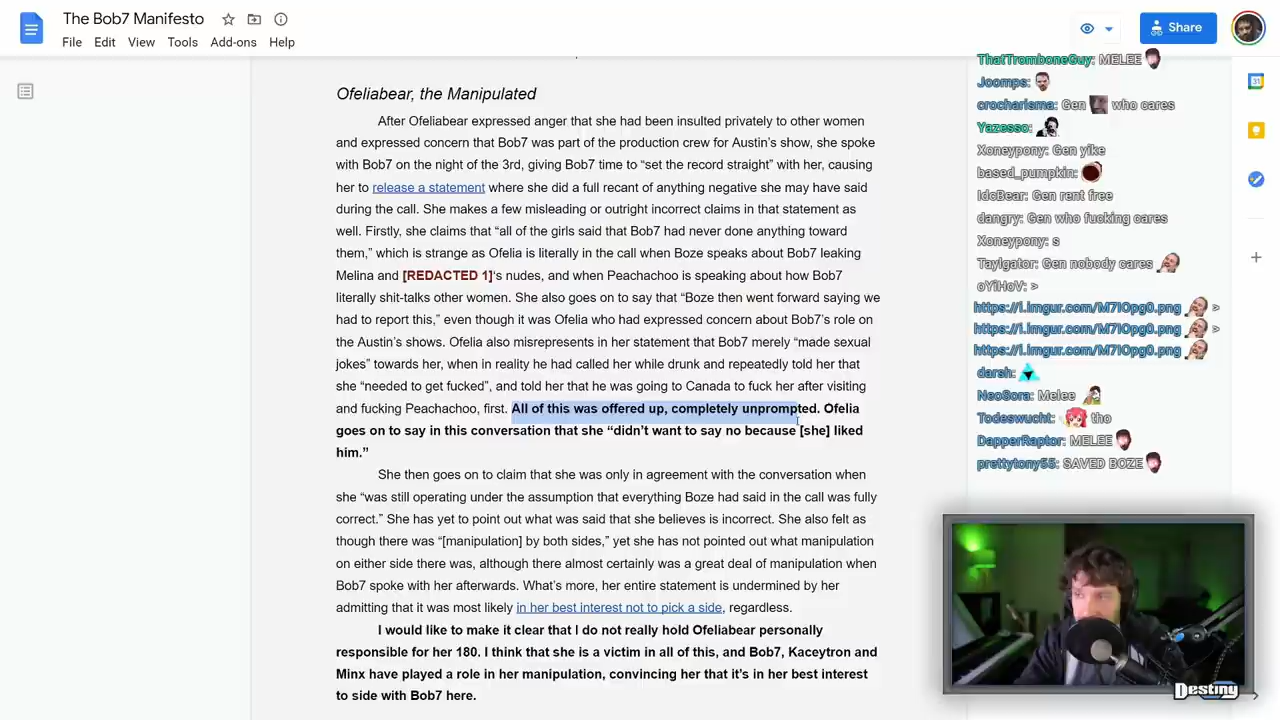 The Bob7 Manifesto
File Edit View Tools Add-ons Help
Share
Ofeliabear, the Manipulated
After Ofeliabear expressed anger that she had been insulted privately to other women
and expressed concern that Bob7 was part of the production crew for Austin's show, she spoke
with Bob7 on the night of the 3rd, giving Bob7 time to “set the record straight” with her, causing
her to release a statement where she did a full recant of anything negative she may have said
during the call. She makes a few misleading or outright incorrect claims in that statement as
well. Firstly, she claims that “all of the girls said that Bob7 had never done anything toward
them,” which is strange as Ofelia is literally in the call when Boze speaks about Bob7 leaking
Melina and [REDACTED 1]'s nudes, and when Peachachoo is speaking about how Bob7
literally shit-talks other women. She also goes on to say that “Boze then went forward saying we
had to report this,” even though it was Ofelia who had expressed concern about Bob7's role on
the Austin's shows. Ofelia also misrepresents in her statement that Bob7 merely “made sexual
jokes” towards her, when in reality he had called her while drunk and repeatedly told her that
she “needed to get fucked”, and told her that he was going to Canada to fuck her after visiting
and fucking Peachachoo, first. All of this was offered up, completely unprompted. Ofelia
goes on to say in this conversation that she “didn't want to say no because [she] liked
him.”
She then goes on to claim that she was only in agreement with the conversation when
she “was still operating under the assumption that everything Boze had said in the call was fully
correct.” She has yet to point out what was said that she believes is incorrect. She also felt as
though there was “[manipulation] by both sides,” yet she has not pointed out what manipulation
on either side there was, although there almost certainly was a great deal of manipulation when
Bob7 spoke with her afterwards. What's more, her entire statement is undermined by her
admitting that it was most likely in her best interest not to pick a side, regardless.
I would like to make it clear that I do not really hold Ofeliabear personally
responsible for her 180. I think that she is a victim in all of this, and Bob7, Kaceytron and
Minx have played a role in her manipulation, convincing her that it's in her best interest
to side with Bob7 here.
ThatTromboneGuy: MELEE
Joomps:
crocharisma: Gen who cares
Yazesso:
Xoneypony: Gen yike
based_pumpkin:
IdcBear: Gen rent free
dangry: Gen who fucking cares
Xoneypony: s
Taylgator: Gen nobody cares
oYiHoV: >
https://i.imgur.com/M7IOpg0.png >
https://i.imgur.com/M7IOpg0.png >
https://i.imgur.com/M7IOpg0.png
darsh:
NeoSorga: Melee
Todeswucht: tho
DapperRaptor: MELEE
prettytony55: SAVED BOZE
31
Destiny